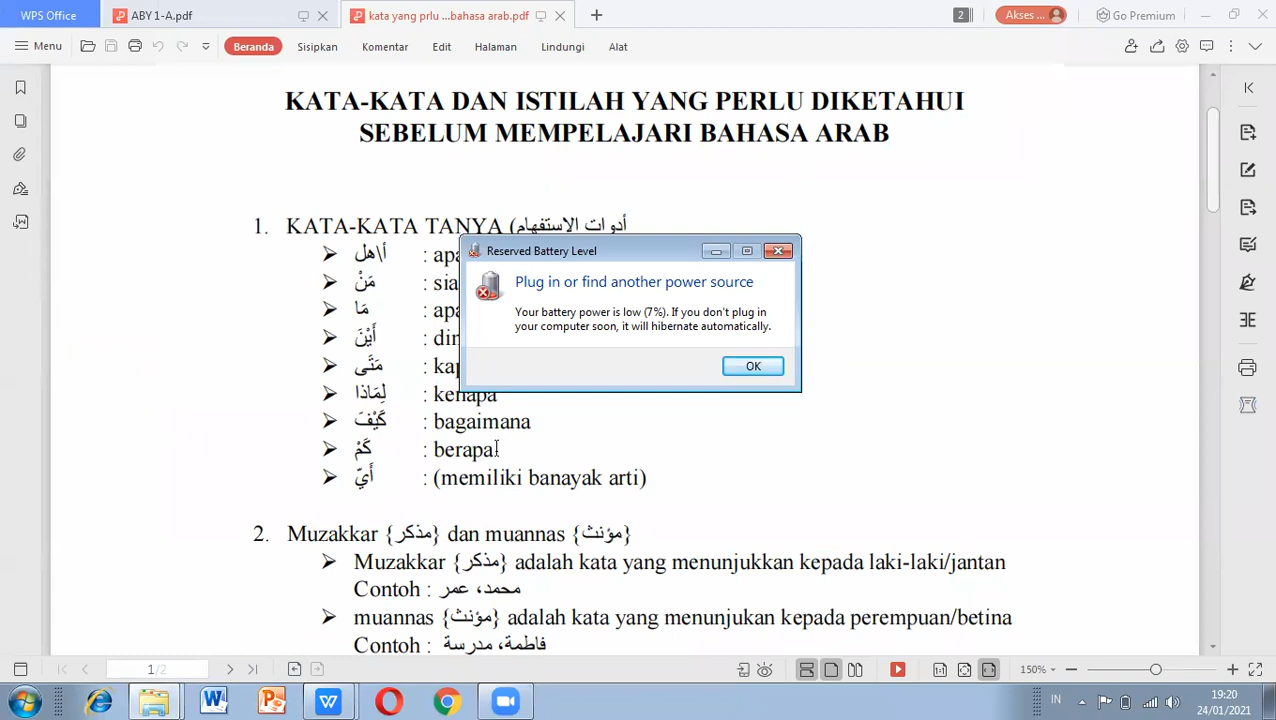 WPS Office ABY 1-A.pdf kata yang prlu ...bahasa arab.pdf 2 Akses ... Go Premium
Menu Beranda Sisipkan Komentar Edit Halaman Lindungi Alat
KATA-KATA DAN ISTILAH YANG PERLU DIKETAHUI
SEBELUM MEMPELAJARI BAHASA ARAB
1. KATA-KATA TANYA (أدوات الاستفهام
أ\هل : apa
مَنْ : sia
مَا : apa
أَيْنَ : dim
مَتَى : kap
لِمَاذا : kenapa
كَيْفَ : bagaimana
كَمْ : berapa
أَيّ : (memiliki banayak arti)
Reserved Battery Level
Plug in or find another power source
Your battery power is low (7%). If you don't plug in
your computer soon, it will hibernate automatically.
OK
2. Muzakkar {مذكر} dan muannas {مؤنث}
Muzakkar {مذكر} adalah kata yang menunjukkan kepada laki-laki/jantan
Contoh : محمد، عمر
muannas {مؤنث} adalah kata yang menunjukan kepada perempuan/betina
Contoh : فاطمة، مدرسة
1/2 150%
IN 19:20
24/01/2021